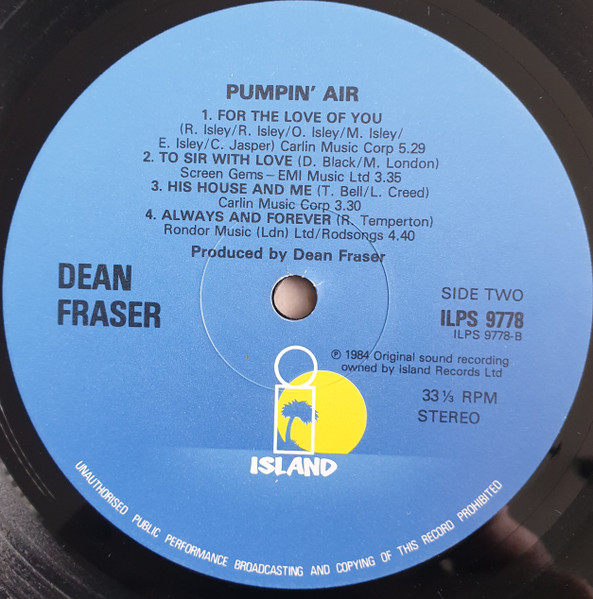 PUMPIN' AIR
1. FOR THE LOVE OF YOU
(R. Isley/R. Isley/O. Isley/M. Isley/
E. Isley/C. Jasper) Carlin Music Corp 5.29
2. TO SIR WITH LOVE (D. Black/M. London)
Screen Gems – EMI Music Ltd 3.35
3. HIS HOUSE AND ME (T. Bell/L. Creed)
Carlin Music Corp 3.30
4. ALWAYS AND FOREVER (R. Temperton)
Rondor Music (Ldn) Ltd/Rodsongs 4.40
Produced by Dean Fraser
DEAN
FRASER
SIDE TWO
ILPS 9778
ILPS 9778-B
℗ 1984 Original sound recording
owned by island Records Ltd
33⅓ RPM
STEREO
ISLAND
UNAUTHORISED PUBLIC PERFORMANCE BROADCASTING AND COPYING OF THIS RECORD PROHIBITED